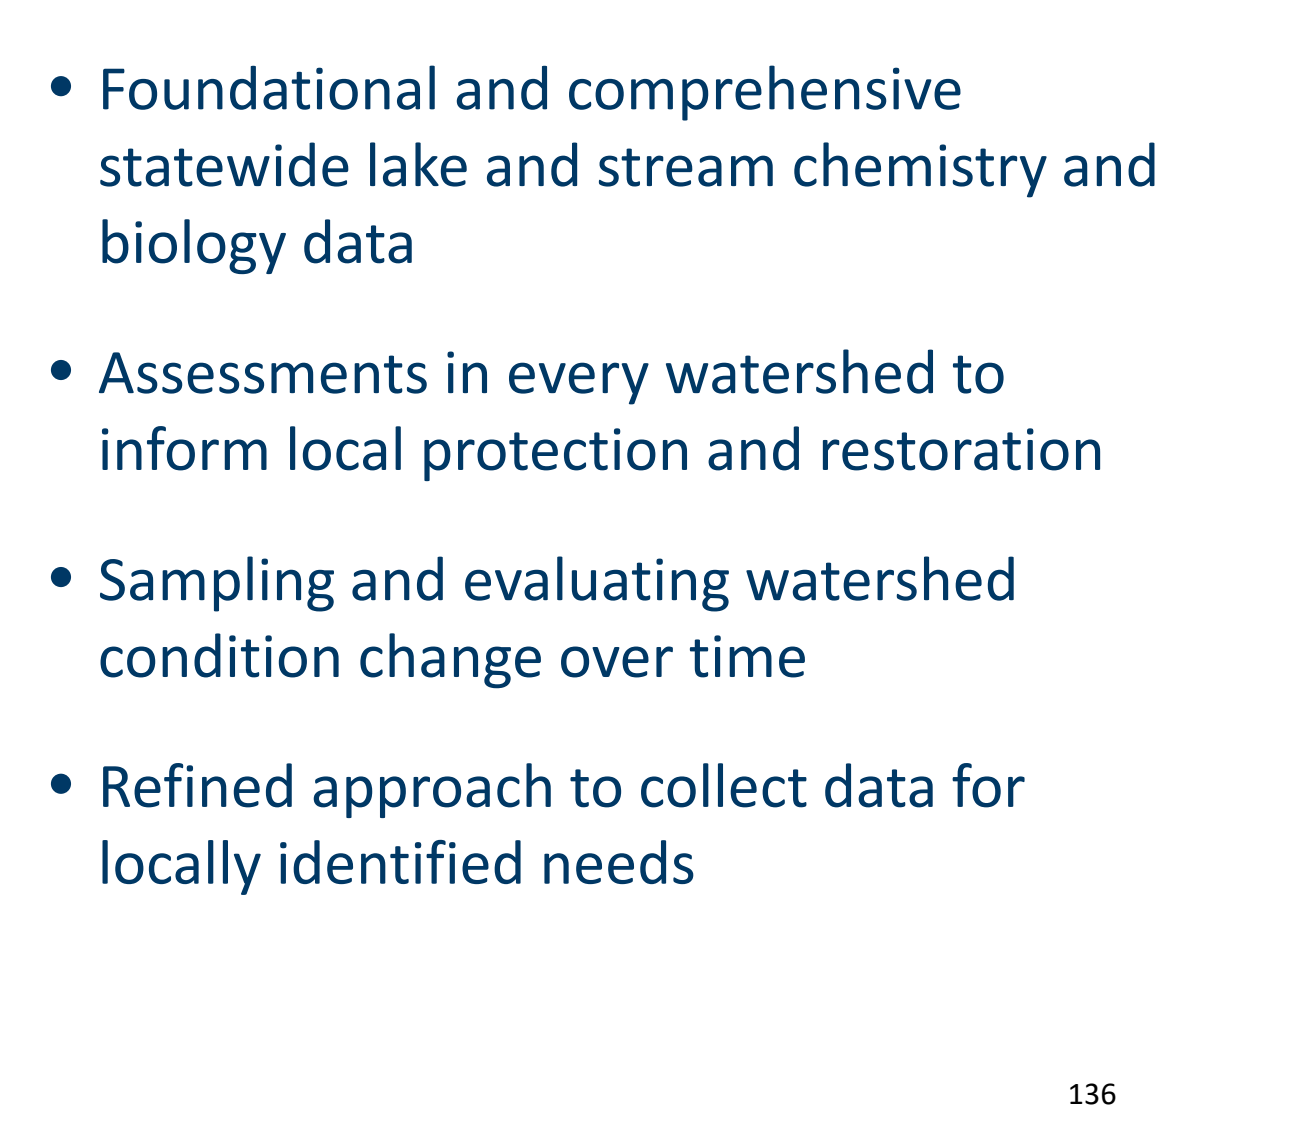 • Foundational and comprehensive
statewide lake and stream chemistry and
biology data
• Assessments in every watershed to
inform local protection and restoration
• Sampling and evaluating watershed
condition change over time
• Refined approach to collect data for
locally identified needs
136